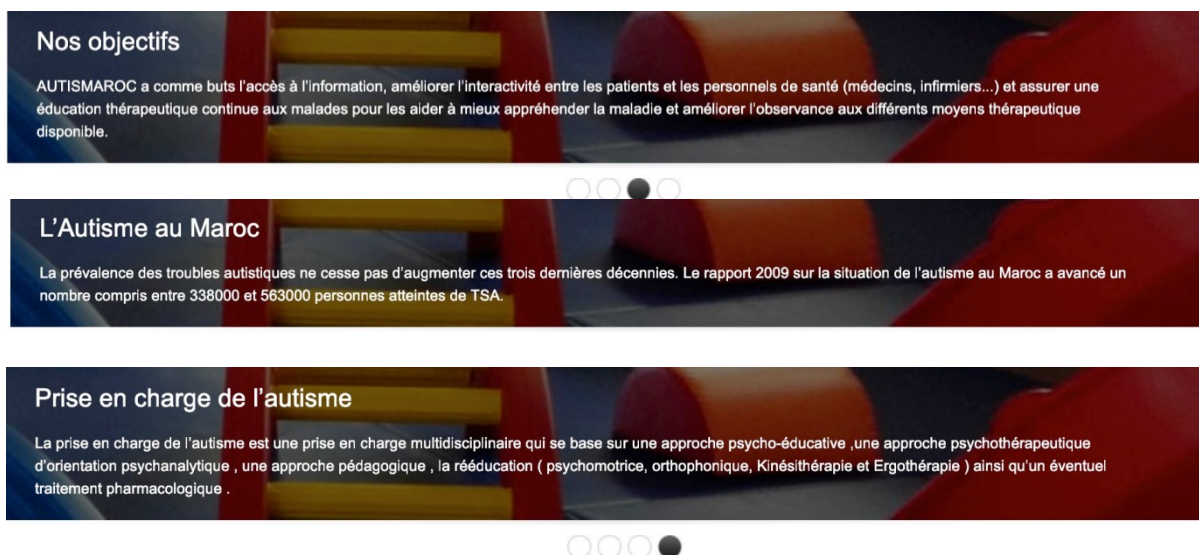 Nos objectifs
AUTISMAROC a comme buts l'accès à l'information, améliorer l'interactivité entre les patients et les personnels de santé (médecins, infirmiers...) et assurer une
éducation thérapeutique continue aux malades pour les aider à mieux appréhender la maladie et améliorer l'observance aux différents moyens thérapeutique
disponible.
L'Autisme au Maroc
La prévalence des troubles autistiques ne cesse pas d'augmenter ces trois dernières décennies. Le rapport 2009 sur la situation de l'autisme au Maroc a avancé un
nombre compris entre 338000 et 563000 personnes atteintes de TSA.
Prise en charge de l'autisme
La prise en charge de l'autisme est une prise en charge multidisciplinaire qui se base sur une approche psycho-éducative ,une approche psychothérapeutique
d'orientation psychanalytique , une approche pédagogique , la rééducation ( psychomotrice, orthophonique, Kinésithérapie et Ergothérapie ) ainsi qu'un éventuel
traitement pharmacologique .